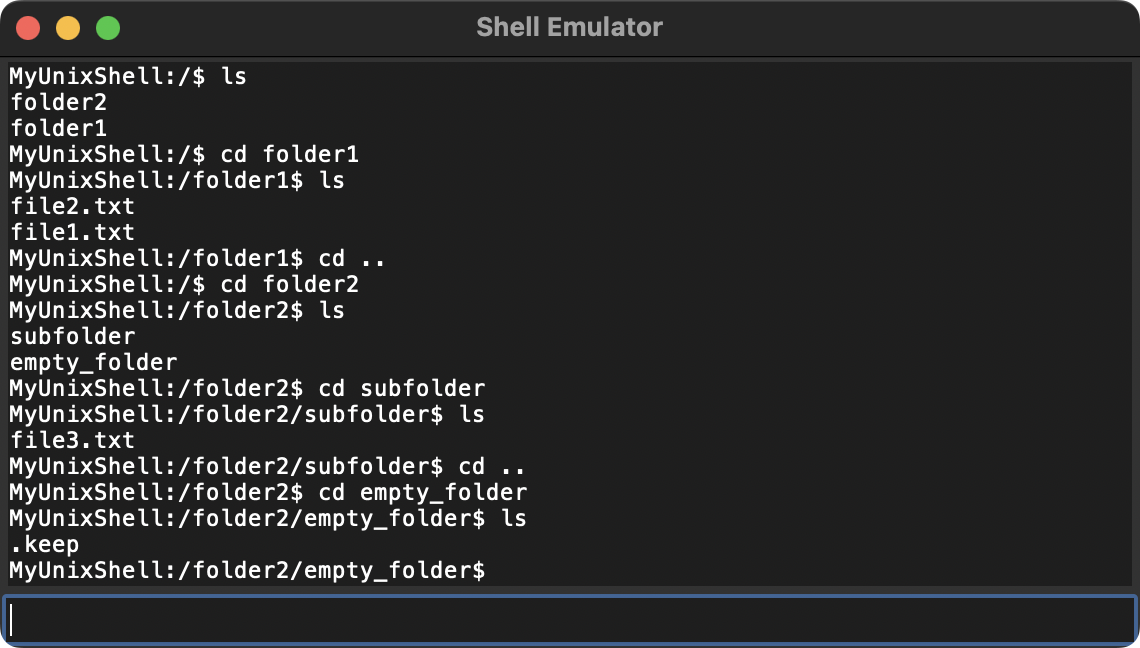 Shell Emulator
MyUnixShell:/$ ls
folder2
folder1
MyUnixShell:/$ cd folder1
MyUnixShell:/folder1$ ls
file2.txt
file1.txt
MyUnixShell:/folder1$ cd ..
MyUnixShell:/$ cd folder2
MyUnixShell:/folder2$ ls
subfolder
empty_folder
MyUnixShell:/folder2$ cd subfolder
MyUnixShell:/folder2/subfolder$ ls
file3.txt
MyUnixShell:/folder2/subfolder$ cd ..
MyUnixShell:/folder2$ cd empty_folder
MyUnixShell:/folder2/empty_folder$ ls
.keep
MyUnixShell:/folder2/empty_folder$